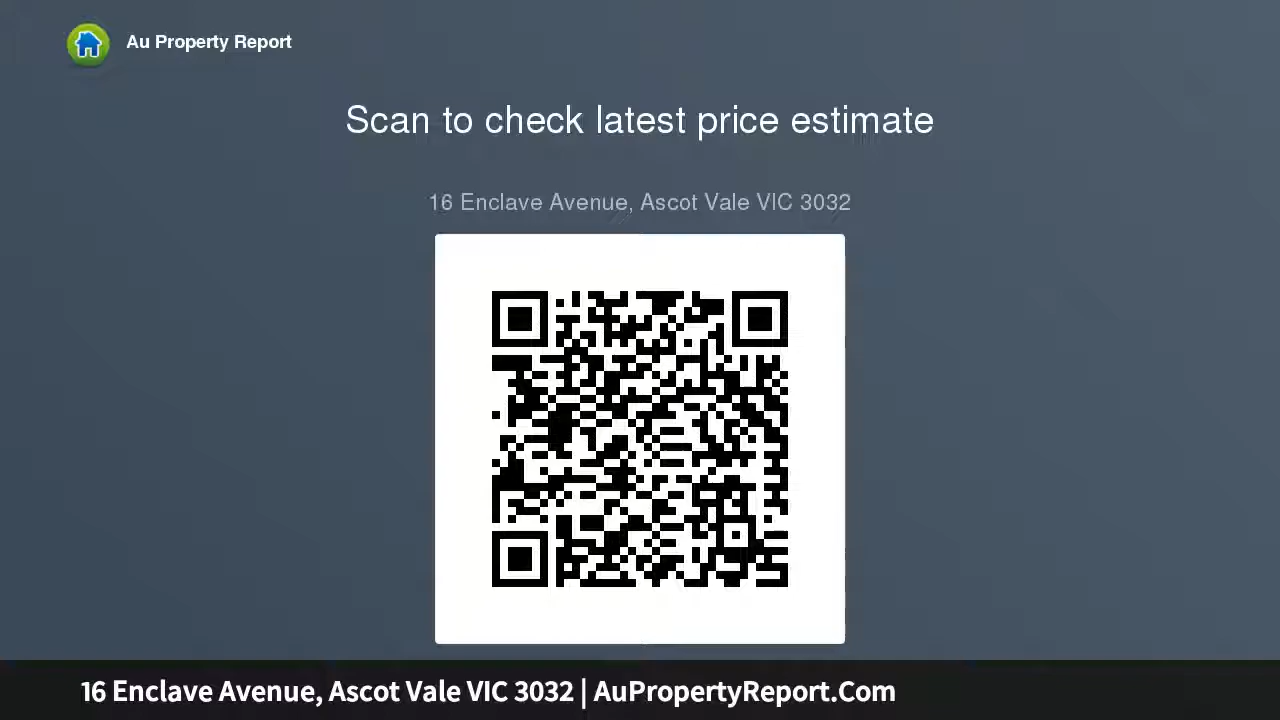 Au Property Report
Scan to check latest price estimate
16 Enclave Avenue, Ascot Vale VIC 3032
16 Enclave Avenue, Ascot Vale VIC 3032 | AuPropertyReport.Com